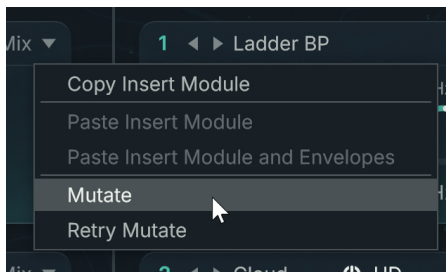 Mix
1 Ladder BP
Copy Insert Module
Paste Insert Module
Paste Insert Module and Envelopes
Mutate
Retry Mutate
2 Cloud HD